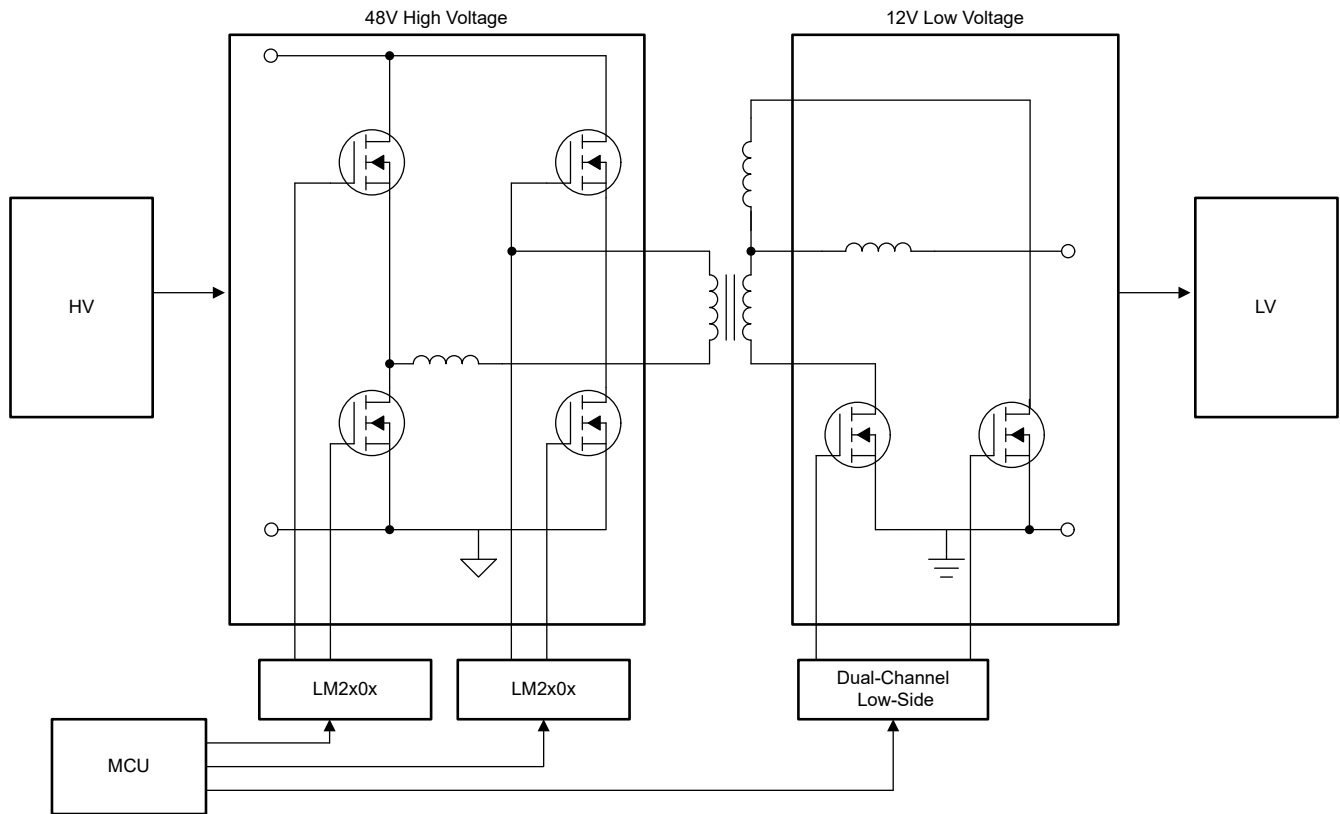 48V High Voltage
12V Low Voltage
HV
LV
LM2x0x
LM2x0x
Dual-Channel
Low-Side
MCU